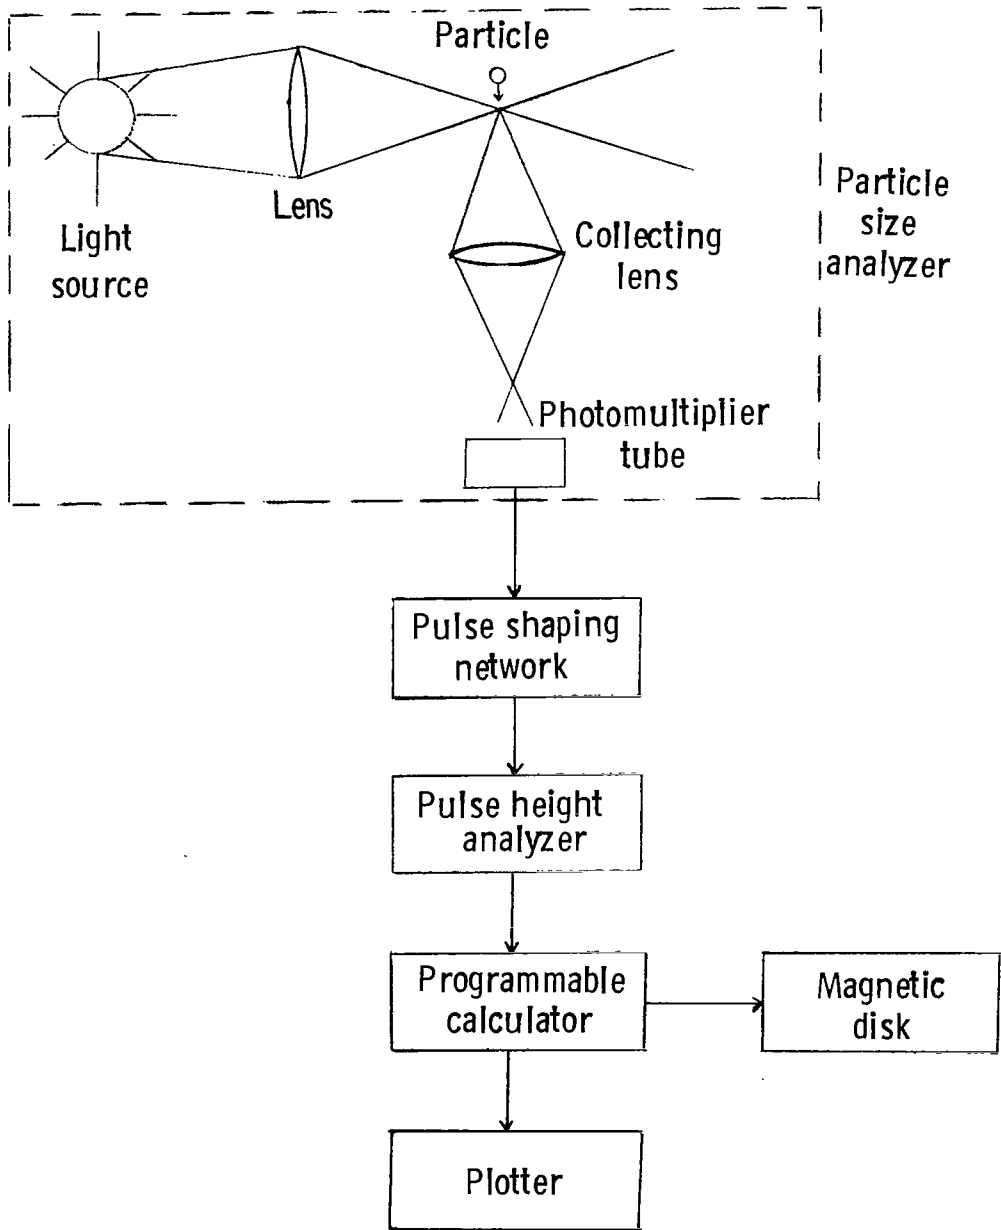 Particle
Lens
Light
source
Collecting
lens
Particle
size
analyzer
Photomultiplier
tube
Pulse shaping
network
Pulse height
analyzer
Programmable
calculator
Magnetic
disk
Plotter